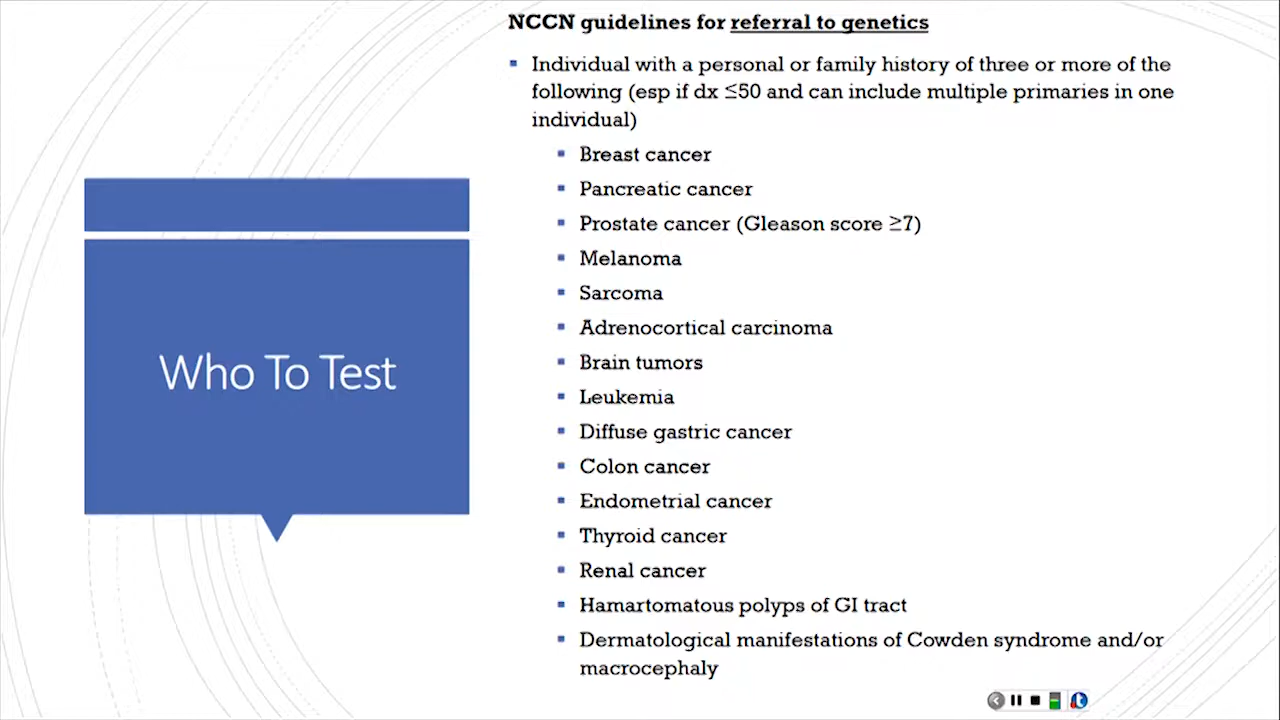 NCCN guidelines for referral to genetics
Individual with a personal or family history of three or more of the
following (esp if dx ≤50 and can include multiple primaries in one
individual)
Breast cancer
Pancreatic cancer
Prostate cancer (Gleason score ≥7)
Melanoma
Sarcoma
Adrenocortical carcinoma
Brain tumors
Leukemia
Diffuse gastric cancer
Colon cancer
Endometrial cancer
Thyroid cancer
Renal cancer
Hamartomatous polyps of GI tract
Dermatological manifestations of Cowden syndrome and/or
macrocephaly
Who To Test